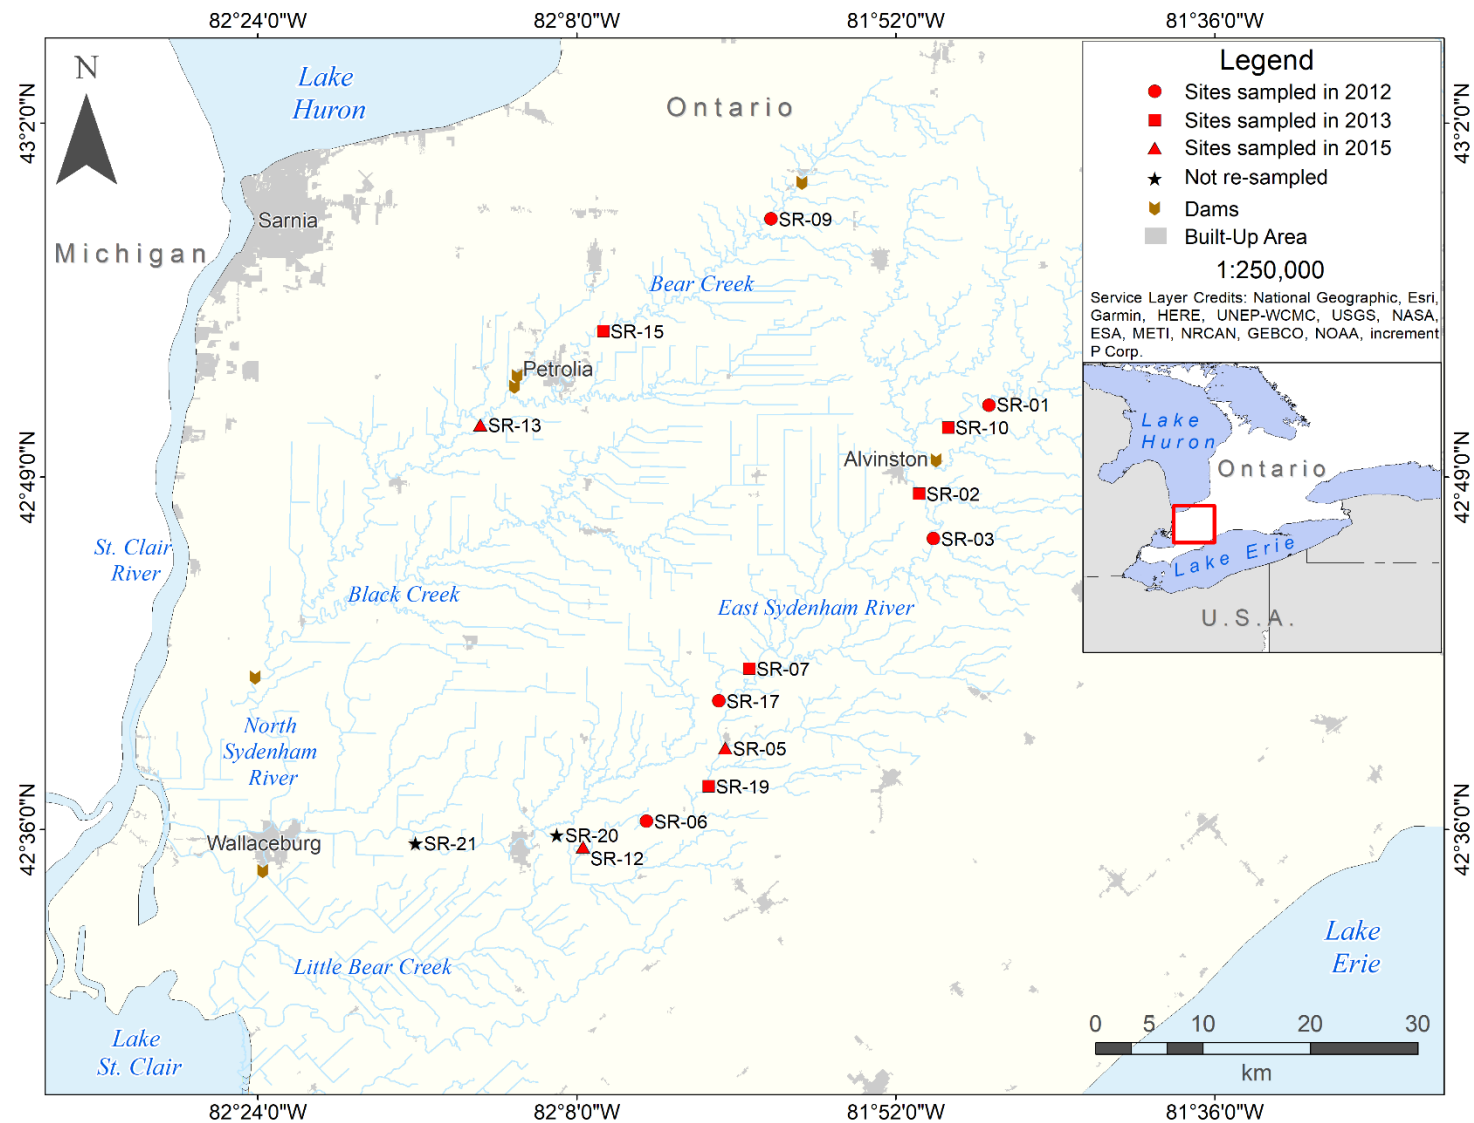 82°24'0"W
82°8'0"W
81°52'0"W
81°36'0"W
43°2'0"N
42°49'0"N
42°36'0"N
N
Lake
Huron
Ontario
Sarnia
Michigan
SR-09
Bear Creek
SR-15
Petrolia
SR-13
SR-01
SR-10
Alvinston
SR-02
SR-03
St. Clair
River
Black Creek
East Sydenham River
SR-07
SR-17
North
Sydenham
River
SR-05
SR-19
SR-06
SR-20
SR-12
SR-21
Wallaceburg
Little Bear Creek
Lake
St. Clair
Lake
Erie
Legend
Sites sampled in 2012
Sites sampled in 2013
Sites sampled in 2015
Not re-sampled
Dams
Built-Up Area
1:250,000
Service Layer Credits: National Geographic, Esri,
Garmin, HERE, UNEP-WCMC, USGS, NASA,
ESA, METI, NRCAN, GEBCO, NOAA, increment
P Corp.
Lake
Huron
Ontario
Lake Erie
U.S.A.
0 5 10 20 30
km
43°2'0"N
42°49'0"N
42°36'0"N
82°24'0"W
82°8'0"W
81°52'0"W
81°36'0"W